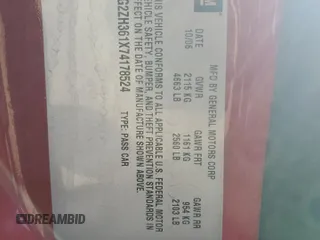 GM
MFD BY GENERAL MOTORS CORP
DATE GVWR GAWR FRT GAWR RR
10/06 2115 KG 1161 KG 954 KG
4663 LB 2560 LB 2103 LB
THIS VEHICLE CONFORMS TO ALL APPLICABLE U.S. FEDERAL MOTOR
VEHICLE SAFETY, BUMPER, AND THEFT PREVENTION STANDARDS IN
EFFECT ON THE DATE OF MANUFACTURE SHOWN ABOVE.
G2ZH361X74178524 TYPE: PASS CAR
DREAMBID